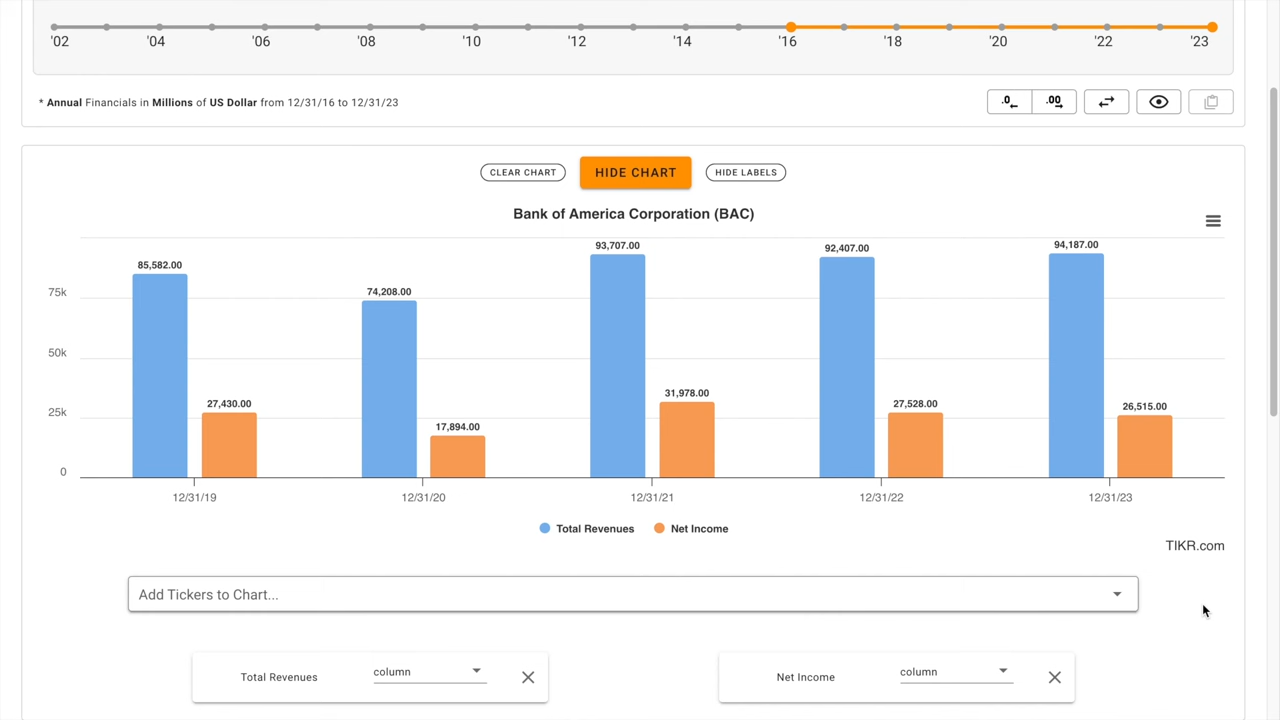 '02 '04 '06 '08 '10 '12 '14 '16 '18 '20 '22 '23
* Annual Financials in Millions of US Dollar from 12/31/16 to 12/31/23
.0 .00
CLEAR CHART HIDE CHART HIDE LABELS
Bank of America Corporation (BAC)
93,707.00 92,407.00 94,187.00
85,582.00
75k 74,208.00
50k
25k 27,430.00 17,894.00 31,978.00 27,528.00 26,515.00
0
12/31/19 12/31/20 12/31/21 12/31/22 12/31/23
Total Revenues Net Income
TIKR.com
Add Tickers to Chart...
Total Revenues column Net Income column